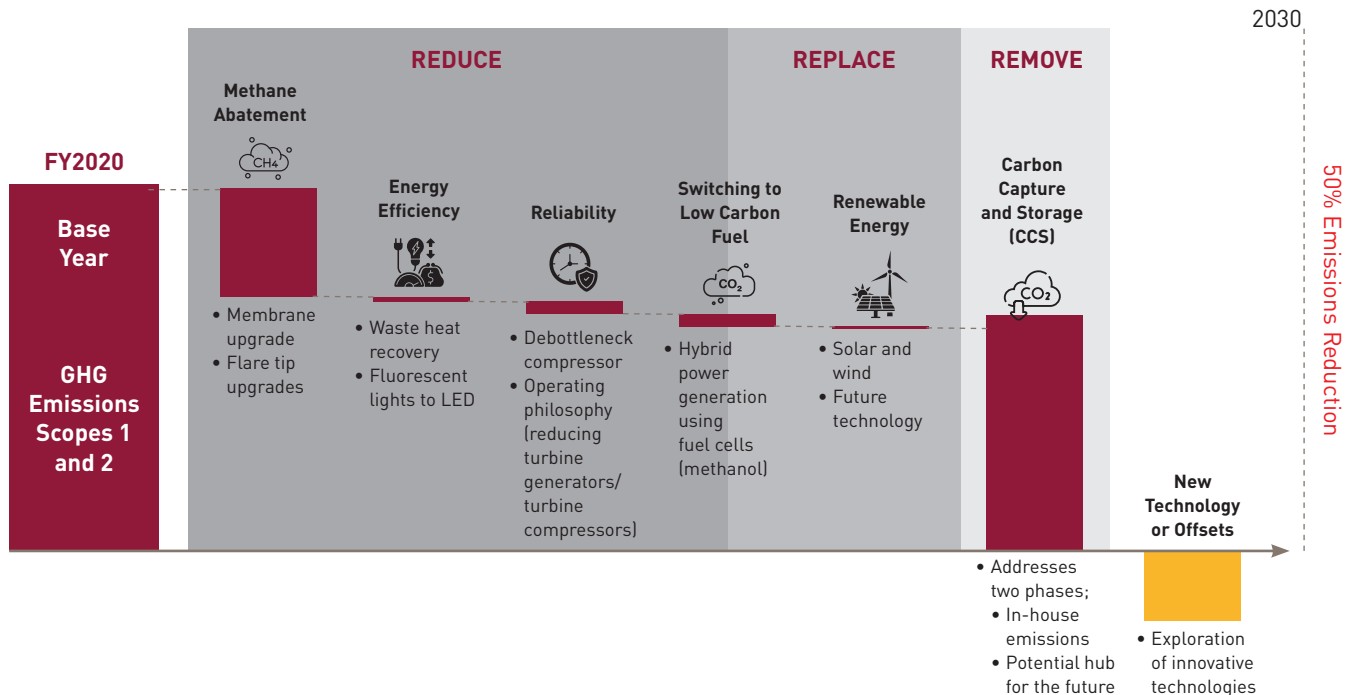 2030
REDUCE
REPLACE
REMOVE
FY2020
Base
Year
GHG
Emissions
Scopes 1
and 2
Methane
Abatement
CH4
• Membrane
upgrade
• Flare tip
upgrades
Energy
Efficiency
$
• Waste heat
recovery
• Fluorescent
lights to LED
Reliability
• Debottleneck
compressor
• Operating
philosophy
(reducing
turbine
generators/
turbine
compressors)
Switching to
Low Carbon
Fuel
CO₂
• Hybrid
power
generation
using
fuel cells
(methanol)
Renewable
Energy
• Solar and
wind
• Future
technology
Carbon
Capture
and Storage
(CCS)
CO₂
• Addresses
two phases;
• In-house
emissions
• Potential hub
for the future
New
Technology
or Offsets
• Exploration
of innovative
technologies
50% Emissions Reduction